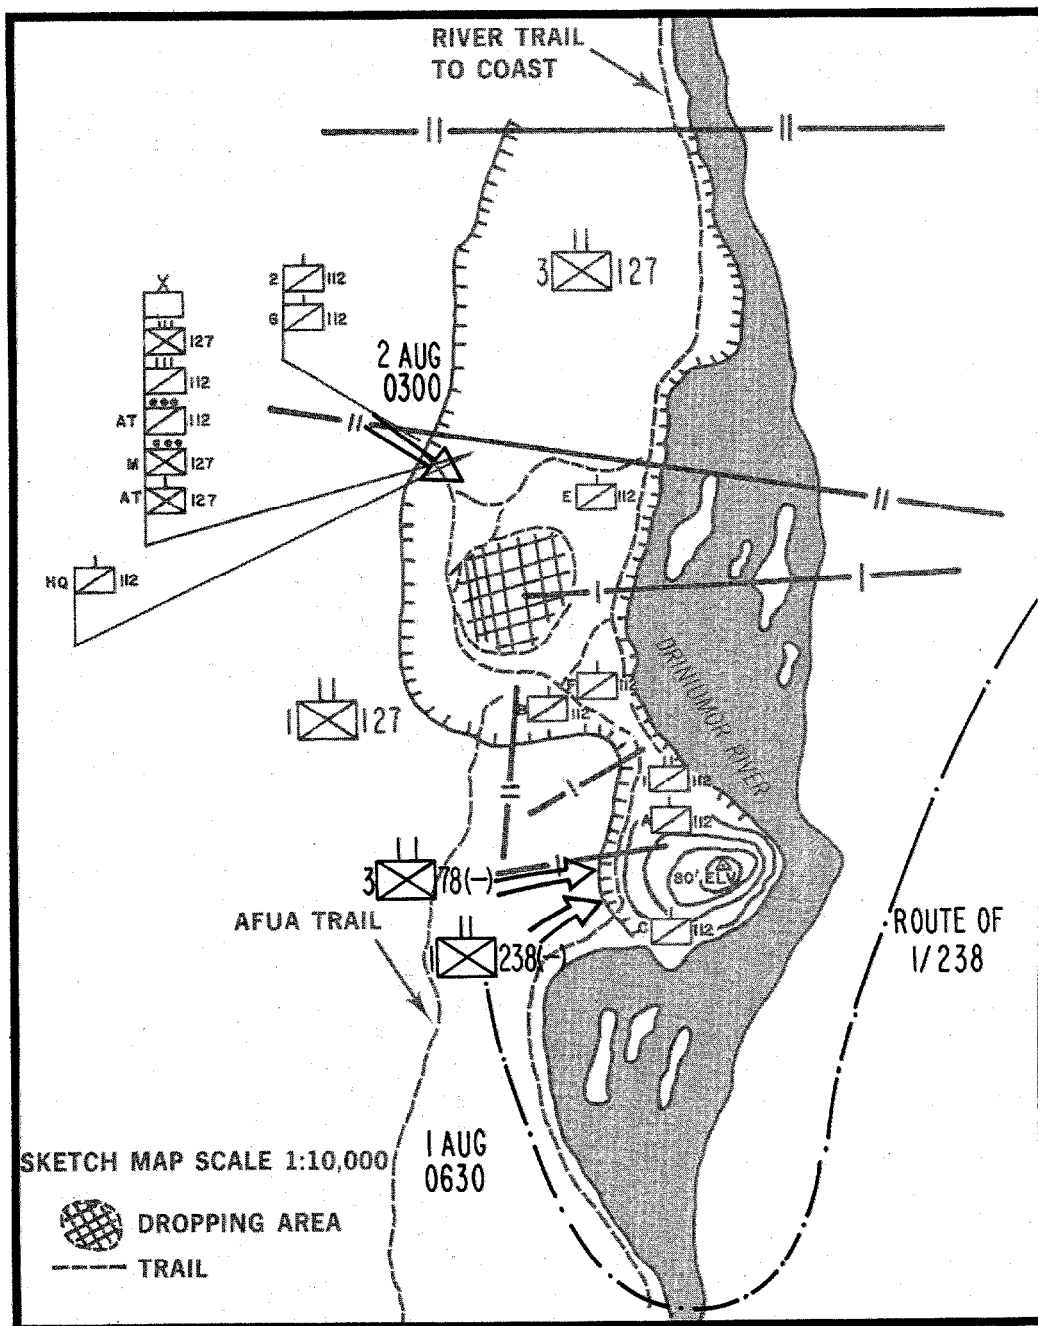 RIVER TRAIL
TO COAST
3 127
X
127
112
AT 112
M 127
AT 127
2 112
G 112
2 AUG
0300
E 112
HQ 112
1 127
B 112
DRINIUMOR RIVER
1 112
A 112
3 78(-)
80' ELV.
C 112
AFUA TRAIL
1 238(-)
ROUTE OF
1/238
1 AUG
0630
SKETCH MAP SCALE 1:10,000
DROPPING AREA
TRAIL